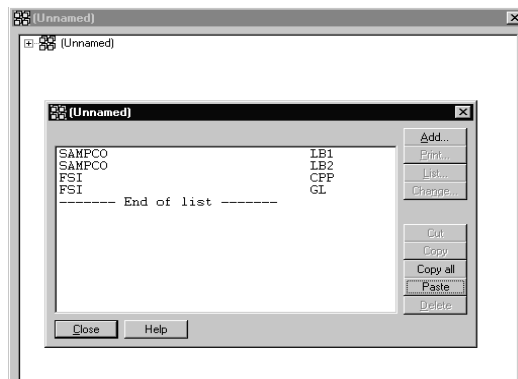 (Unnamed)
(Unnamed)
(Unnamed)
SAMPCO LB1
SAMPCO LB2
FSI CPP
FSI GL
------- End of list -------
Add...
Print...
List...
Change...
Cut
Copy
Copy all
Paste
Delete
Close Help